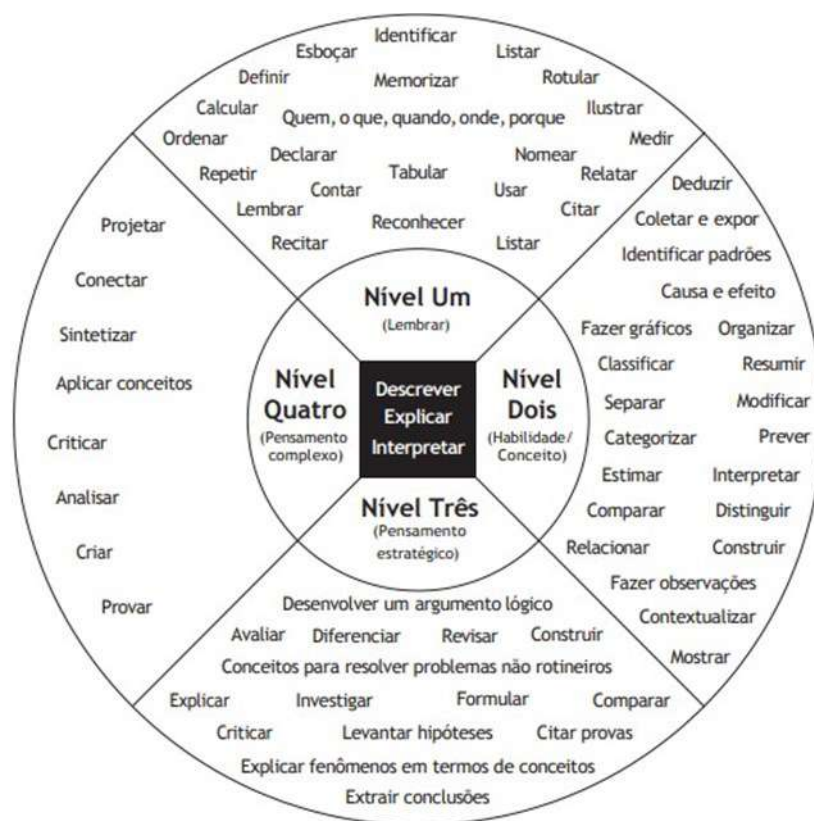 Identificar
Esboçar
Listar
Definir
Memorizar
Rotular
Calcular
Quem, o que, quando, onde, porque
Ilustrar
Ordenar
Medir
Declarar
Nomear
Repetir
Tabular
Relatar
Contar
Usar
Lembrar
Citar
Reconhecer
Recitar
Listar
Nível Um
(Lembrar)
Deduzir
Coletar e expor
Identificar padrões
Causa e efeito
Fazer gráficos Organizar
Classificar Resumir
Separar Modificar
Categorizar Prever
Estimar Interpretar
Comparar Distinguir
Relacionar Construir
Fazer observações
Contextualizar
Mostrar
Nível
Dois
(Habilidade/
Conceito)
Descrever
Explicar
Interpretar
Nível Três
(Pensamento
estratégico)
Desenvolver um argumento lógico
Avaliar Diferenciar Revisar Construir
Conceitos para resolver problemas não rotineiros
Explicar Investigar Formular Comparar
Criticar Levantar hipóteses Citar provas
Explicar fenômenos em termos de conceitos
Extrair conclusões
Nível
Quatro
(Pensamento
complexo)
Projetar
Conectar
Sintetizar
Aplicar conceitos
Criticar
Analisar
Criar
Provar